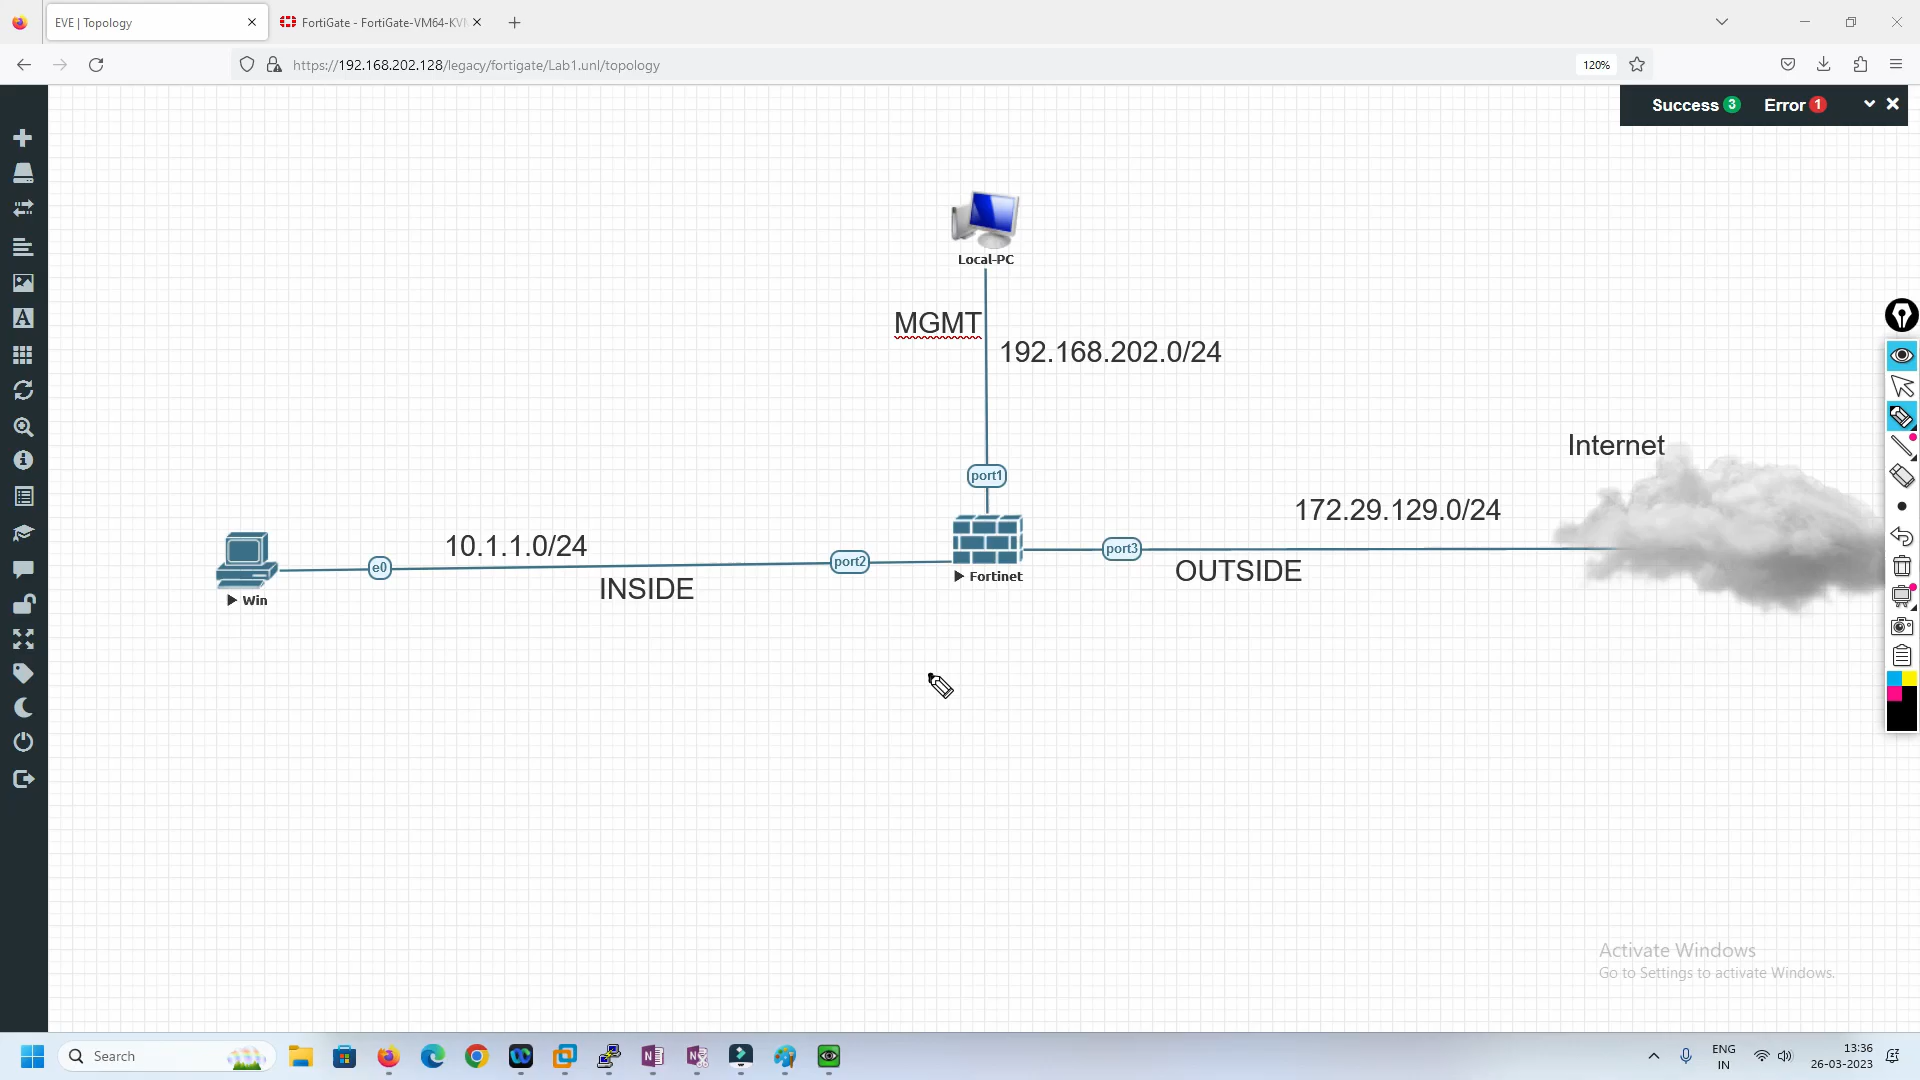 EVE | Topology
FortiGate - FortiGate-VM64-KV
https://192.168.202.128/legacy/fortigate/Lab1.unl/topology
120%
Success 3 Error 1
Local-PC
MGMT
192.168.202.0/24
port1
Internet
172.29.129.0/24
10.1.1.0/24
e0
port2
port3
INSIDE
Fortinet
OUTSIDE
Win
Activate Windows
Go to Settings to activate Windows.
Search
ENG
IN
13:36
26-03-2023